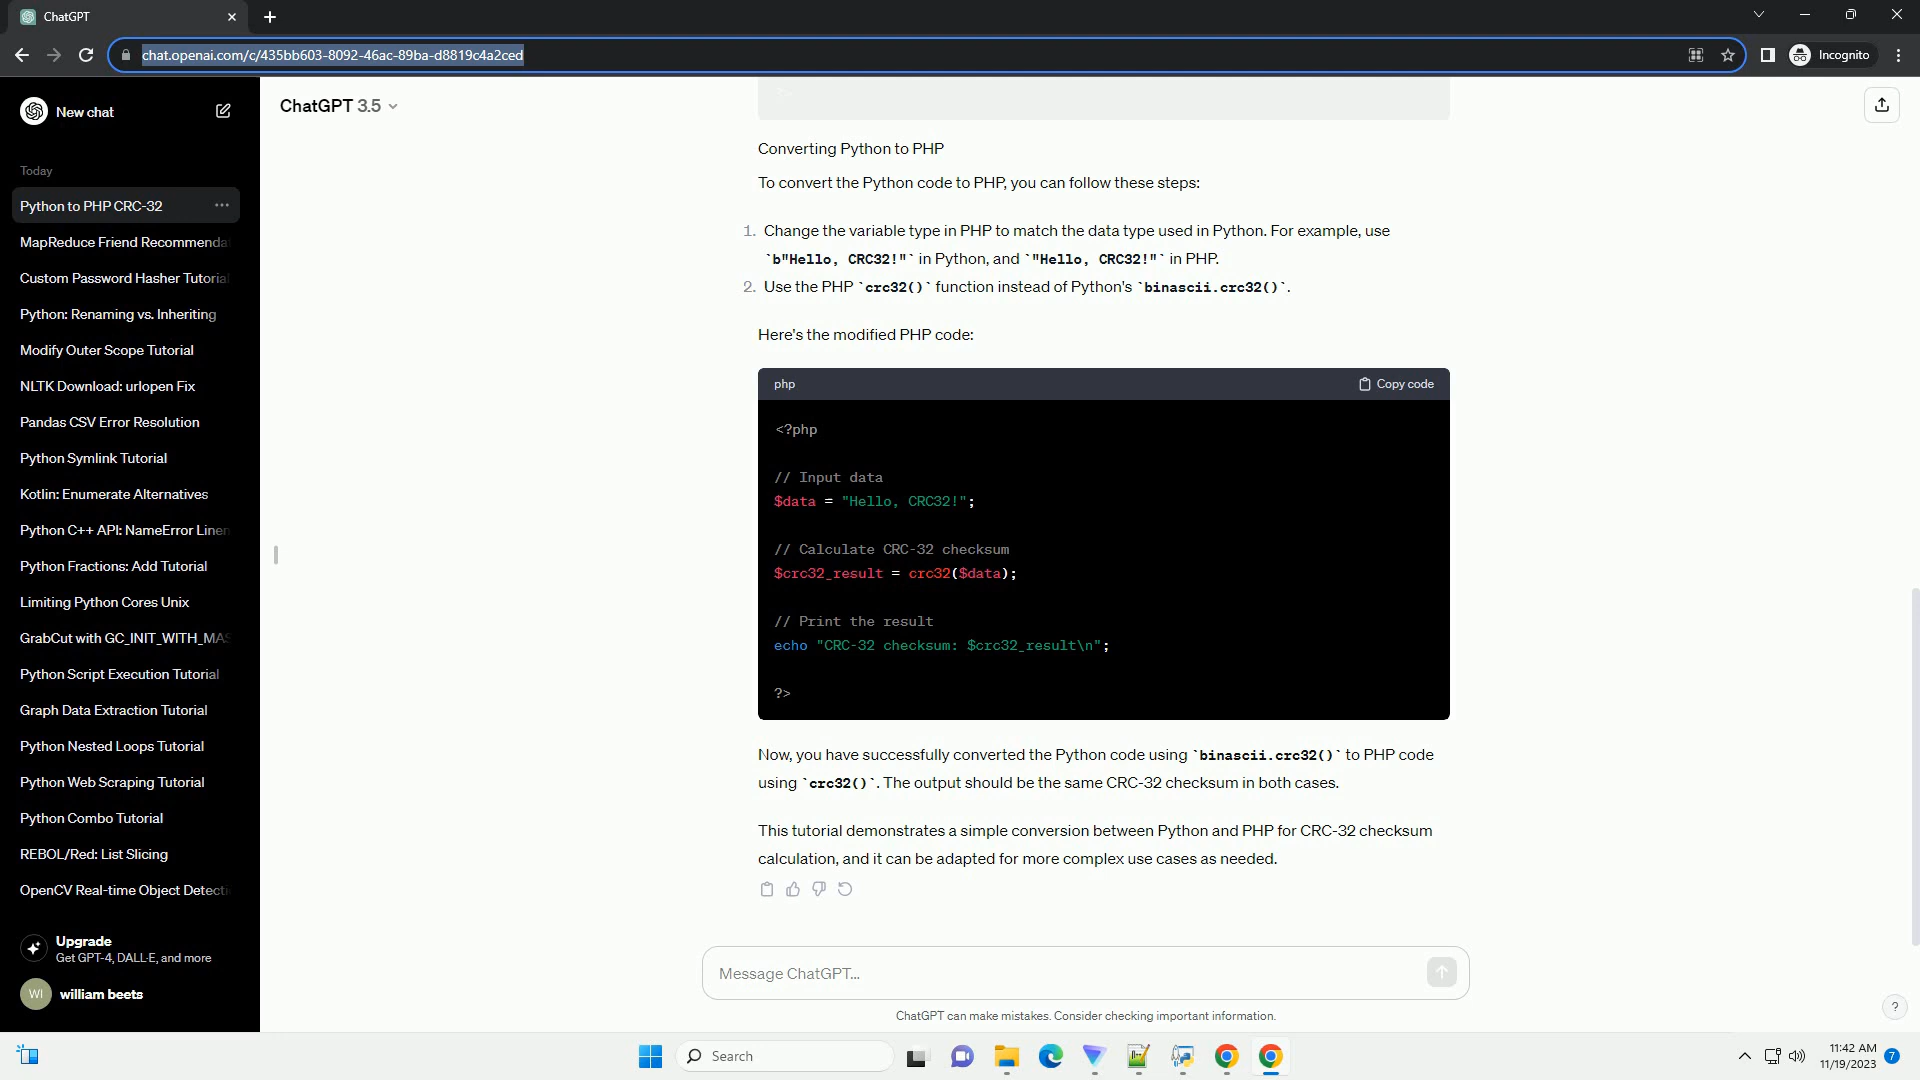 ChatGPT
chat.openai.com/c/435bb603-8092-46ac-89ba-d8819c4a2ced
Incognito
New chat
Today
Python to PHP CRC-32
MapReduce Friend Recommenda
Custom Password Hasher Tutorial
Python: Renaming vs. Inheriting
Modify Outer Scope Tutorial
NLTK Download: urlopen Fix
Pandas CSV Error Resolution
Python Symlink Tutorial
Kotlin: Enumerate Alternatives
Python C++ API: NameError Linen
Python Fractions: Add Tutorial
Limiting Python Cores Unix
GrabCut with GC_INIT_WITH_MAS
Python Script Execution Tutorial
Graph Data Extraction Tutorial
Python Nested Loops Tutorial
Python Web Scraping Tutorial
Python Combo Tutorial
REBOL/Red: List Slicing
OpenCV Real-time Object Detecti
Upgrade
Get GPT-4, DALL·E, and more
WI
william beets
ChatGPT 3.5
Converting Python to PHP
To convert the Python code to PHP, you can follow these steps:
1. Change the variable type in PHP to match the data type used in Python. For example, use
`b"Hello, CRC32!"` in Python, and `"Hello, CRC32!"` in PHP.
2. Use the PHP `crc32()` function instead of Python's `binascii.crc32()`.
Here's the modified PHP code:
php
Copy code
<?php
// Input data
$data = "Hello, CRC32!";
// Calculate CRC-32 checksum
$crc32_result = crc32($data);
// Print the result
echo "CRC-32 checksum: $crc32_result\n";
?>
Now, you have successfully converted the Python code using `binascii.crc32()` to PHP code
using `crc32()`. The output should be the same CRC-32 checksum in both cases.
This tutorial demonstrates a simple conversion between Python and PHP for CRC-32 checksum
calculation, and it can be adapted for more complex use cases as needed.
Message ChatGPT...
ChatGPT can make mistakes. Consider checking important information.
?
Search
11:42 AM
11/19/2023
7